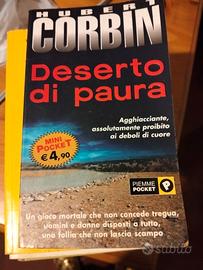 HUBERT
CORBIN
Deserto
di paura
Agghiacciante,
assolutamente proibito
ai deboli di cuore
MINI
POCKET
€ 4,90
PIEMME
POCKET
P
Un gioco mortale che non concede tregua,
uomini e donne disposti a tutto,
una follia che non lascia scampo
subito